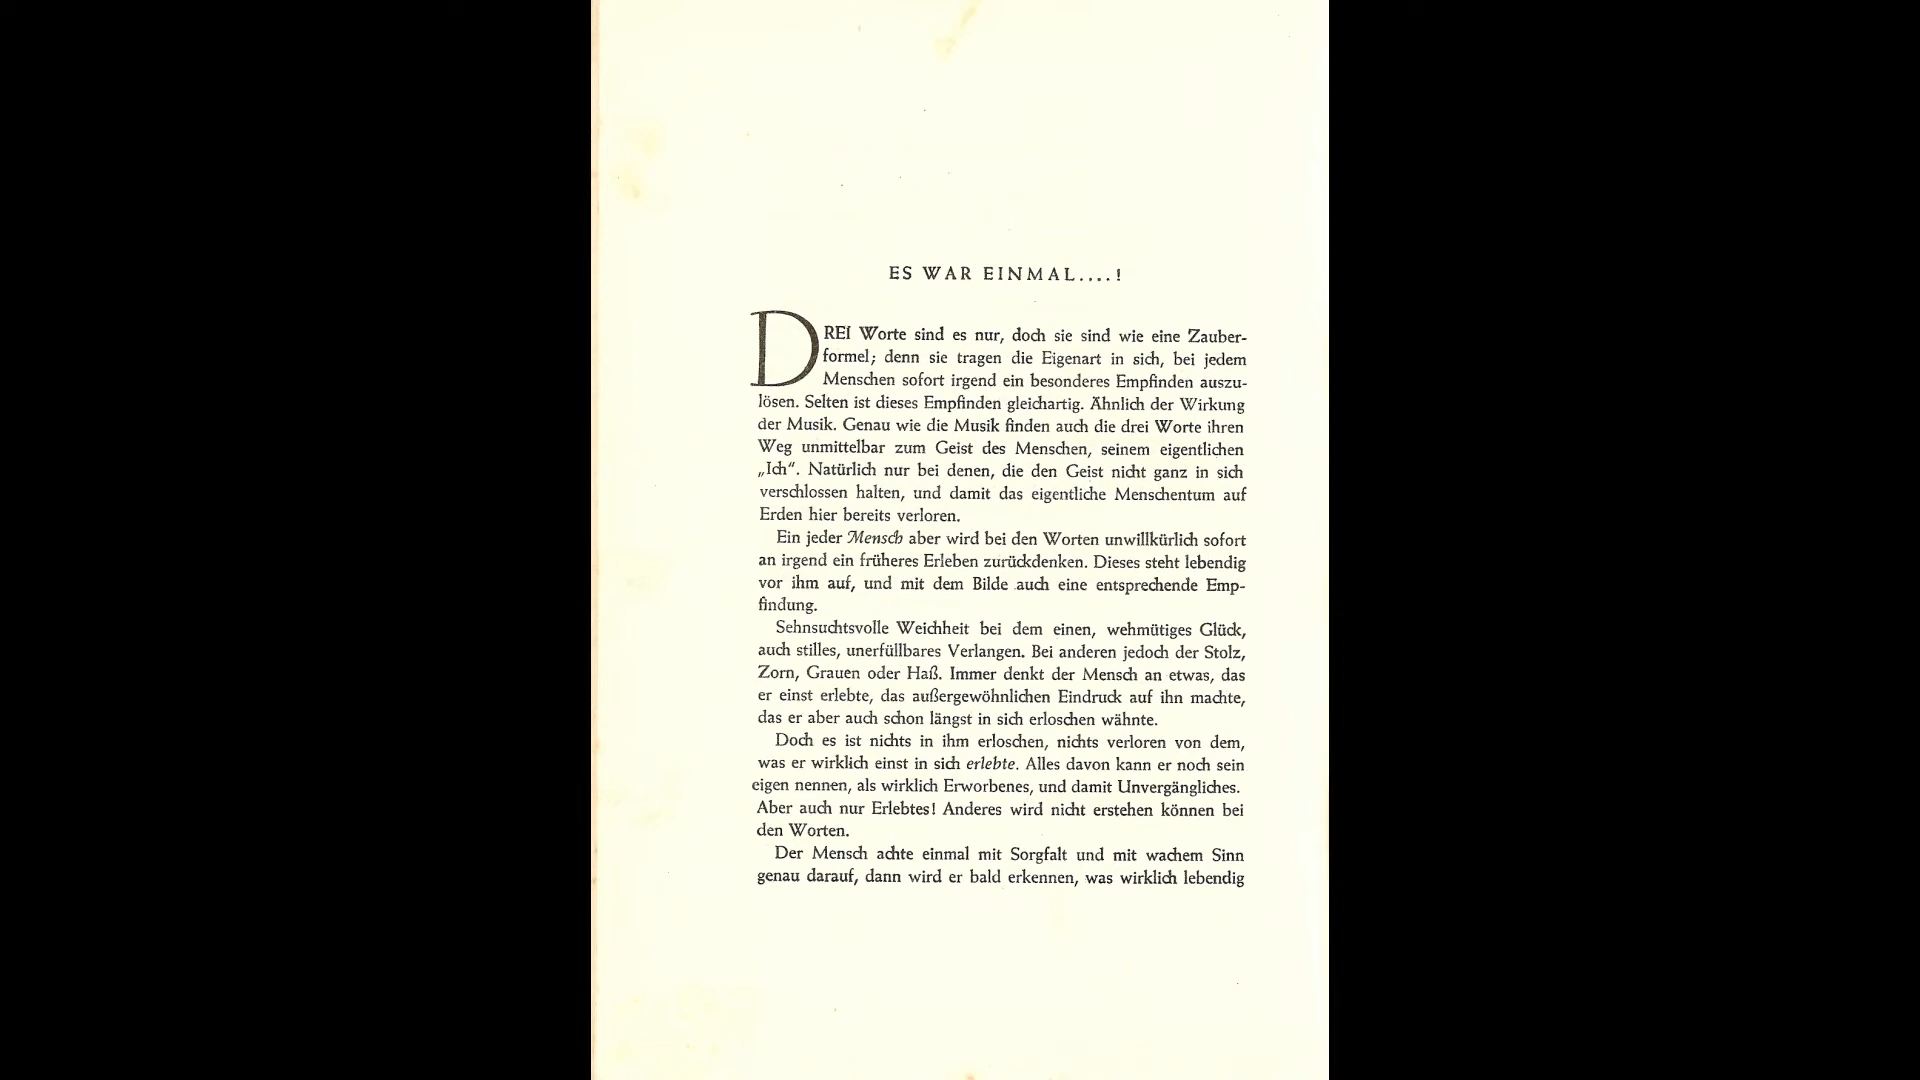 ES WAR EINMAL....!
DREI Worte sind es nur, doch sie sind wie eine Zauber-
formel; denn sie tragen die Eigenart in sich, bei jedem
Menschen sofort irgend ein besonderes Empfinden auszu-
lösen. Selten ist dieses Empfinden gleichartig. Ähnlich der Wirkung
der Musik. Genau wie die Musik finden auch die drei Worte ihren
Weg unmittelbar zum Geist des Menschen, seinem eigentlichen
„Ich“. Natürlich nur bei denen, die den Geist nicht ganz in sich
verschlossen halten, und damit das eigentliche Menschentum auf
Erden hier bereits verloren.
Ein jeder Mensch aber wird bei den Worten unwillkürlich sofort
an irgend ein früheres Erleben zurückdenken. Dieses steht lebendig
vor ihm auf, und mit dem Bilde auch eine entsprechende Emp-
findung.
Sehnsuchtsvolle Weichheit bei dem einen, wehmütiges Glück,
auch stilles, unerfüllbares Verlangen. Bei anderen jedoch der Stolz,
Zorn, Grauen oder Haß. Immer denkt der Mensch an etwas, das
er einst erlebte, das außergewöhnlichen Eindruck auf ihn machte,
das er aber auch schon längst in sich erloschen wähnte.
Doch es ist nichts in ihm erloschen, nichts verloren von dem,
was er wirklich einst in sich erlebte. Alles davon kann er noch sein
eigen nennen, als wirklich Erworbenes, und damit Unvergängliches.
Aber auch nur Erlebtes! Anderes wird nicht erstehen können bei
den Worten.
Der Mensch achte einmal mit Sorgfalt und mit wachem Sinn
genau darauf, dann wird er bald erkennen, was wirklich lebendig